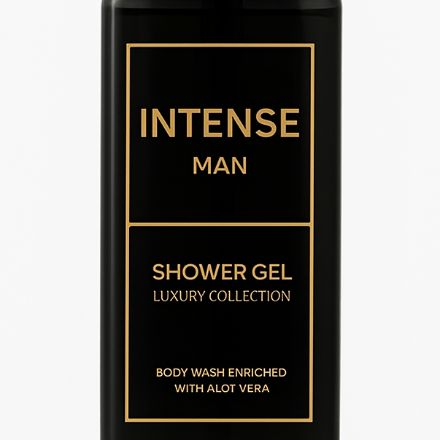 INTENSE
MAN
SHOWER GEL
LUXURY COLLECTION
BODY WASH ENRICHED
WITH ALOT VERA